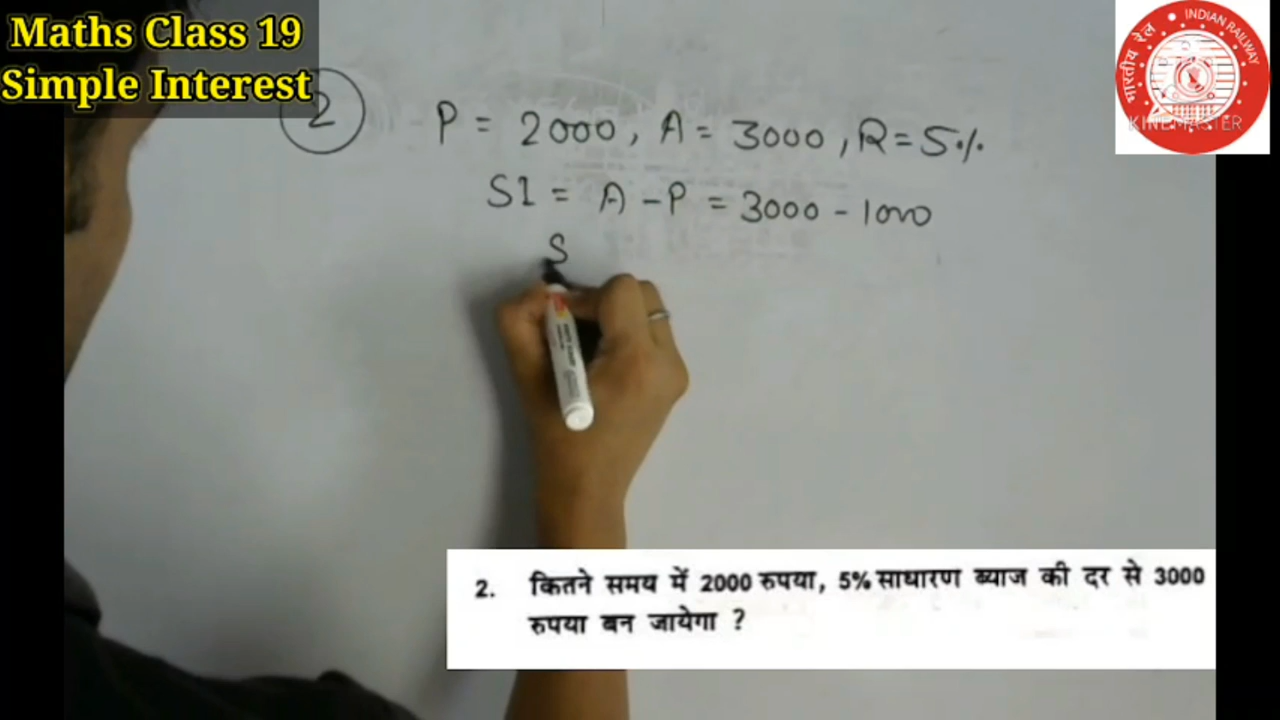 Maths Class 19
Simple Interest
INDIAN RAILWAY
भारतीय रेल
KINEMASTER
2 P = 2000, A = 3000, R = 5%
SI = A - P = 3000 - 1000
S
2. कितने समय में 2000 रुपया, 5% साधारण ब्याज की दर से 3000
रुपया बन जायेगा ?